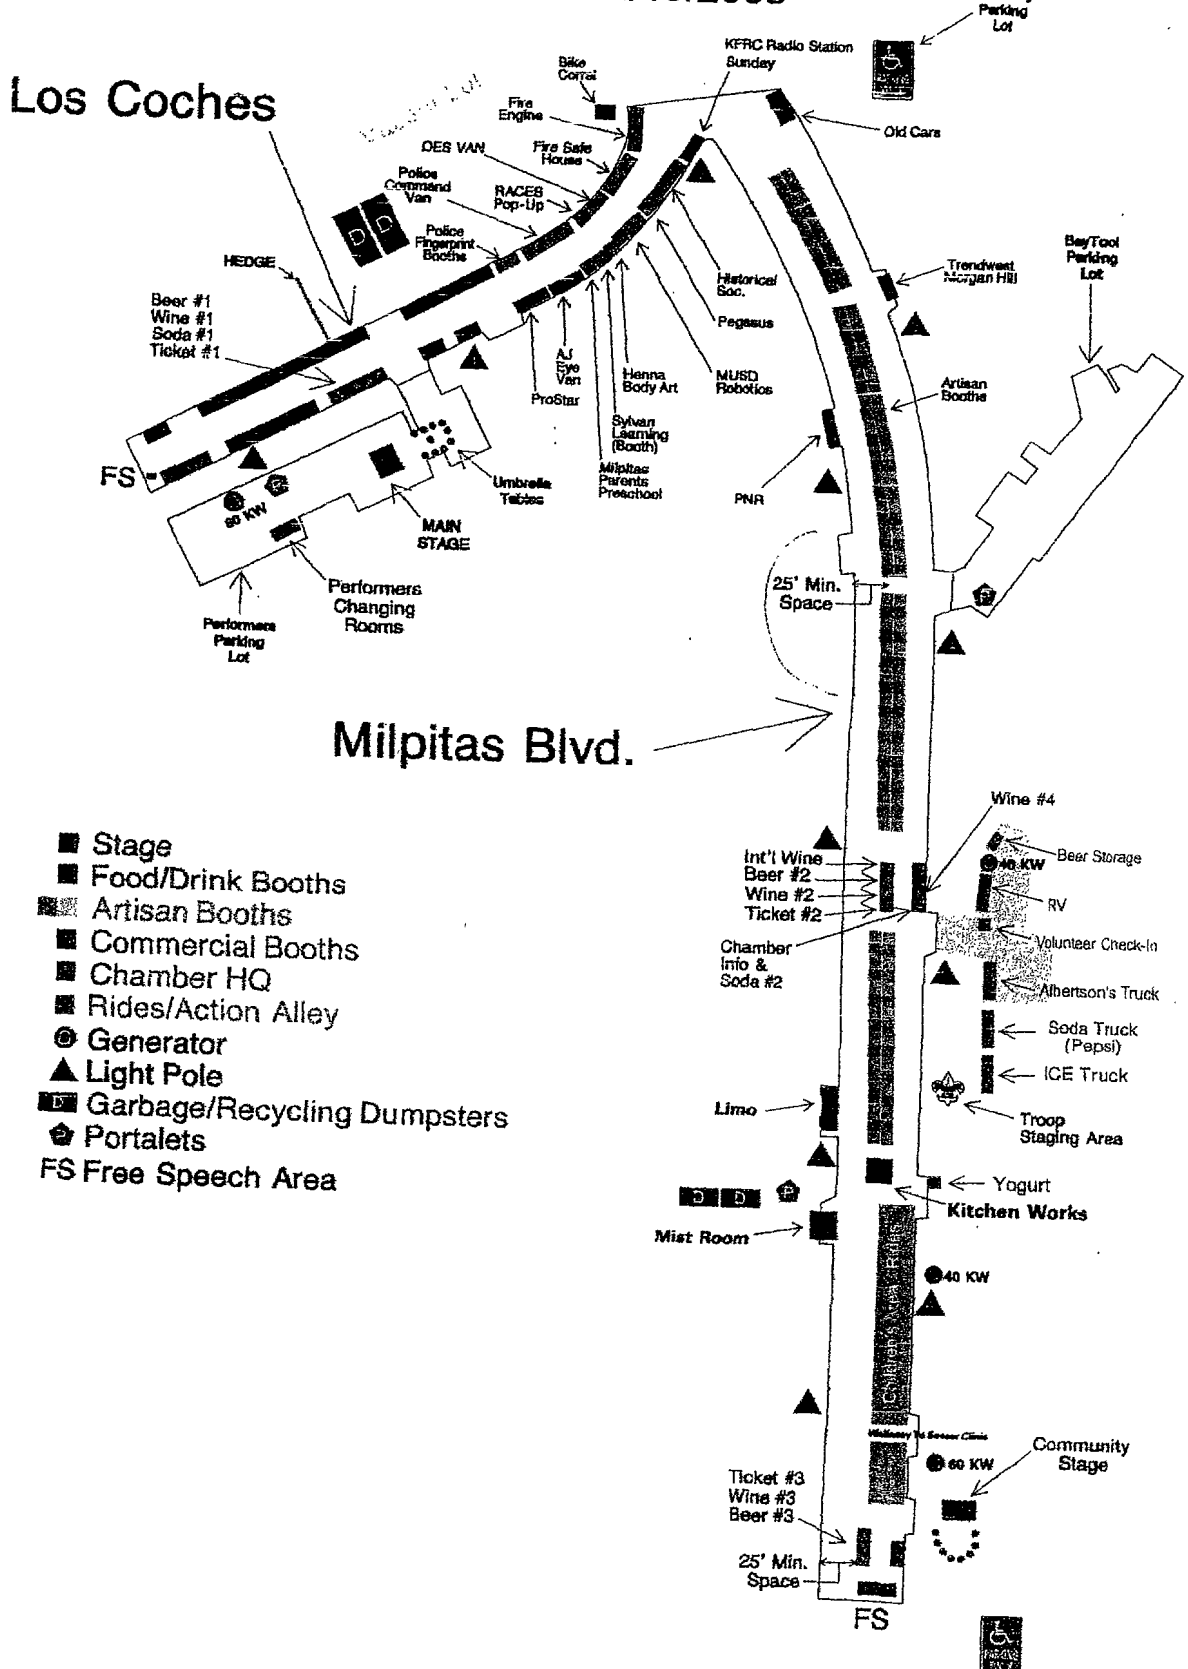 Parking
Lot
KFRC Radio Station
Sunday
Bike
Corral
Los Coches
Fire
Engine
Old Cars
OES VAN
Fire Safe
House
Police
Command
Van
RACES
Pop-Up
Police
Fingerprint
Booths
HEDGE
BayTool
Parking
Lot
Trendwest
Morgan Hill
Historical
Soc.
Pegasus
Beer #1
Wine #1
Soda #1
Ticket #1
AJ
Eye
Van
Henna
Body Art
MUSD
Robotics
ProStar
Artisan
Booths
Sylvan
Learning
(Booth)
Milpitas
Parents
Preschool
FS
Umbrella
Tables
PNR
60 KW
MAIN
STAGE
Performers
Changing
Rooms
25' Min.
Space
Performers
Parking
Lot
Milpitas Blvd.
Wine #4
Stage
Food/Drink Booths
Artisan Booths
Commercial Booths
Chamber HQ
Rides/Action Alley
Generator
Light Pole
D Garbage/Recycling Dumpsters
P Portalets
FS Free Speech Area
Int'l Wine
Beer #2
Wine #2
Ticket #2
Beer Storage
40 KW
RV
Chamber
Info &
Soda #2
Volunteer Check-In
Albertson's Truck
Soda Truck
(Pepsi)
ICE Truck
Limo
Troop
Staging Area
Yogurt
Kitchen Works
D D P
Mist Room
40 KW
Walkway To Soccer Clinic
60 KW
Community
Stage
Ticket #3
Wine #3
Beer #3
25' Min.
Space
FS